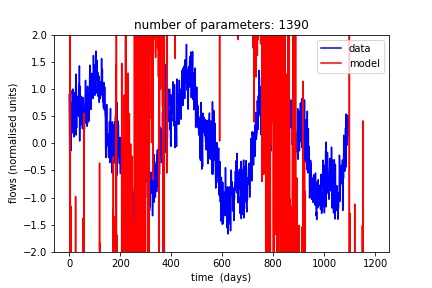 number of parameters: 1390
2.0
1.5
1.0
0.5
0.0
−0.5
−1.0
−1.5
−2.0
flows (normalised units)
data
model
0 200 400 600 800 1000 1200
time  (days)